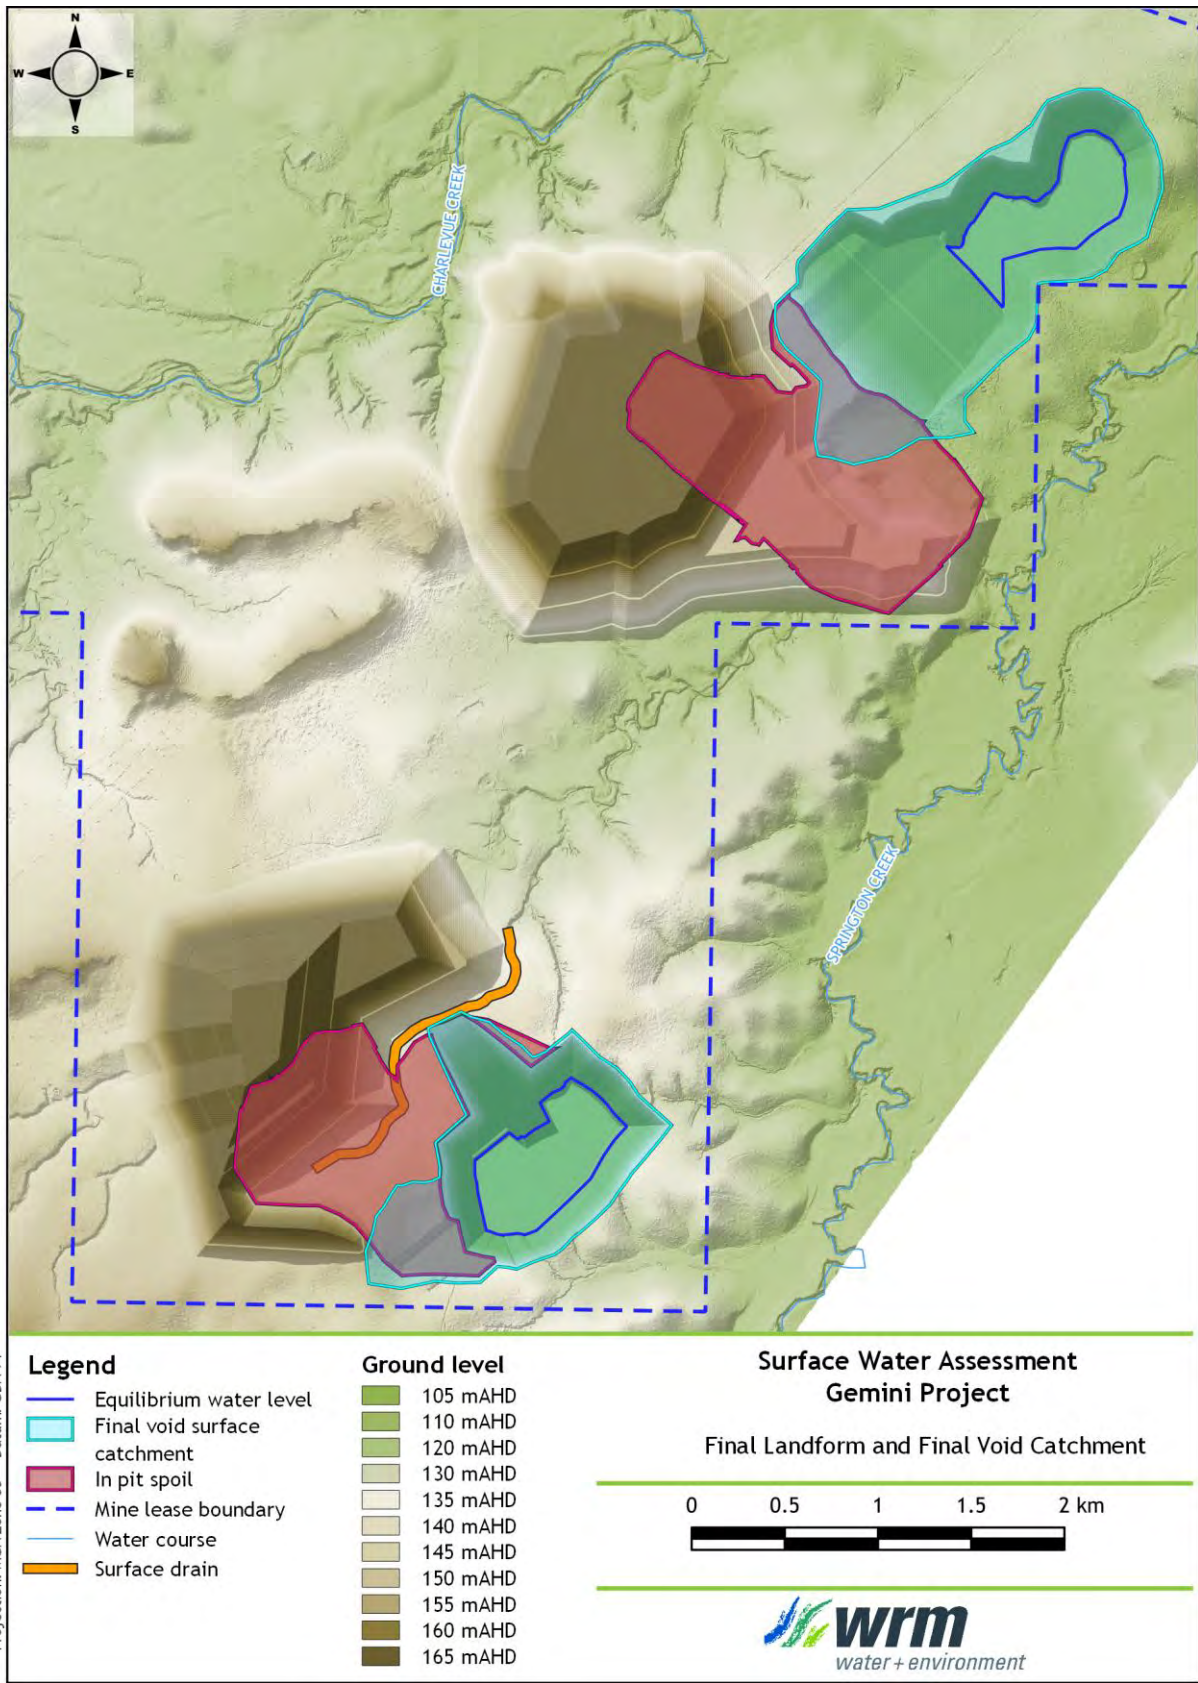 N
W E
S
CHARLEVUE CREEK
SPRINGTON CREEK
Legend
Equilibrium water level
Final void surface
catchment
In pit spoil
Mine lease boundary
Water course
Surface drain
Ground level
105 mAHD
110 mAHD
120 mAHD
130 mAHD
135 mAHD
140 mAHD
145 mAHD
150 mAHD
155 mAHD
160 mAHD
165 mAHD
Surface Water Assessment
Gemini Project
Final Landform and Final Void Catchment
0 0.5 1 1.5 2 km
wrm
water + environment